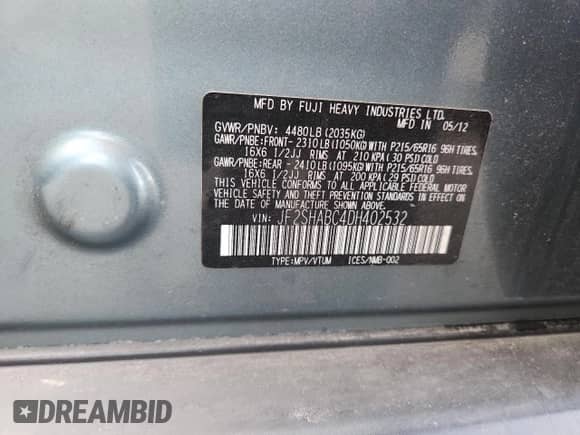 MFD BY FUJI HEAVY INDUSTRIES LTD.
GVWR/PNBV: 4480LB(2035KG) MFD IN 05/12
GAWR/PNBE:FRONT-2310LB(1050KG)WITH P215/65R16 96H TIRES.
16X6 1/2JJ RIMS AT 210 KPA(30 PSI)COLD
GAWR/PNBE:REAR -2410LB(1095KG)WITH P215/65R16 96H TIRES.
16X6 1/2JJ RIMS AT 200 KPA(29 PSI)COLD
THIS VEHICLE CONFORMS TO ALL APPLICABLE FEDERAL MOTOR
VEHICLE SAFETY AND BUMPER STANDARDS IN EFFECT ON
THE DATE OF MANUFACTURE SHOWN ABOVE.
VIN: JF2SHABC4DH402532
TYPE:MPV/VTUM ICES/NMB-002
DREAMBID